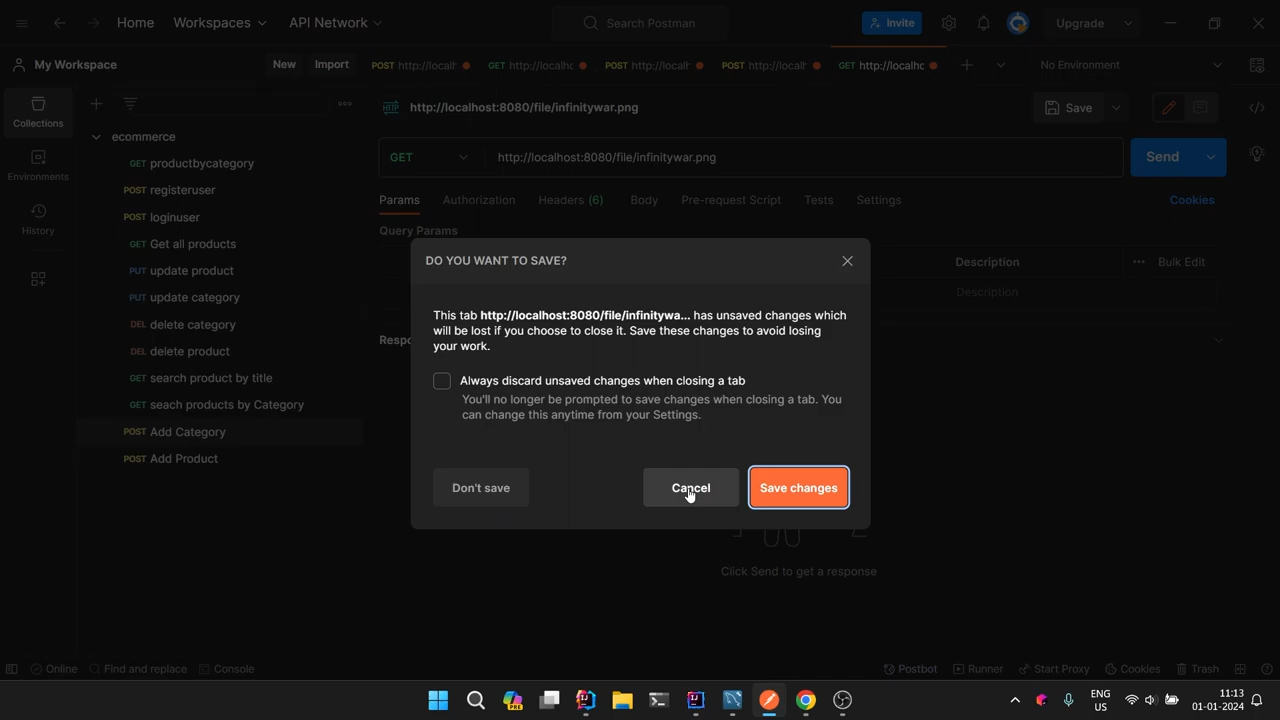 Home Workspaces API Network Search Postman Invite Upgrade
My Workspace New Import POST http://local GET http://localhc POST http://local POST http://local GET http://localhc No Environment
Collections
ecommerce
GET productbycategory
POST registeruser
POST loginuser
GET Get all products
PUT update product
PUT update category
DEL delete category
DEL delete product
GET search product by title
GET seach products by Category
POST Add Category
POST Add Product
Environments
History
HTTP http://localhost:8080/file/infinitywar.png Save
GET http://localhost:8080/file/infinitywar.png Send
Params Authorization Headers (6) Body Pre-request Script Tests Settings Cookies
Query Params
Description Bulk Edit
Description
DO YOU WANT TO SAVE?
This tab http://localhost:8080/file/infinitywa... has unsaved changes which
will be lost if you choose to close it. Save these changes to avoid losing
your work.
Always discard unsaved changes when closing a tab
You'll no longer be prompted to save changes when closing a tab. You
can change this anytime from your Settings.
Don't save Cancel Save changes
Click Send to get a response
Online Find and replace Console Postbot Runner Start Proxy Cookies Trash
ENG
US
11:13
01-01-2024